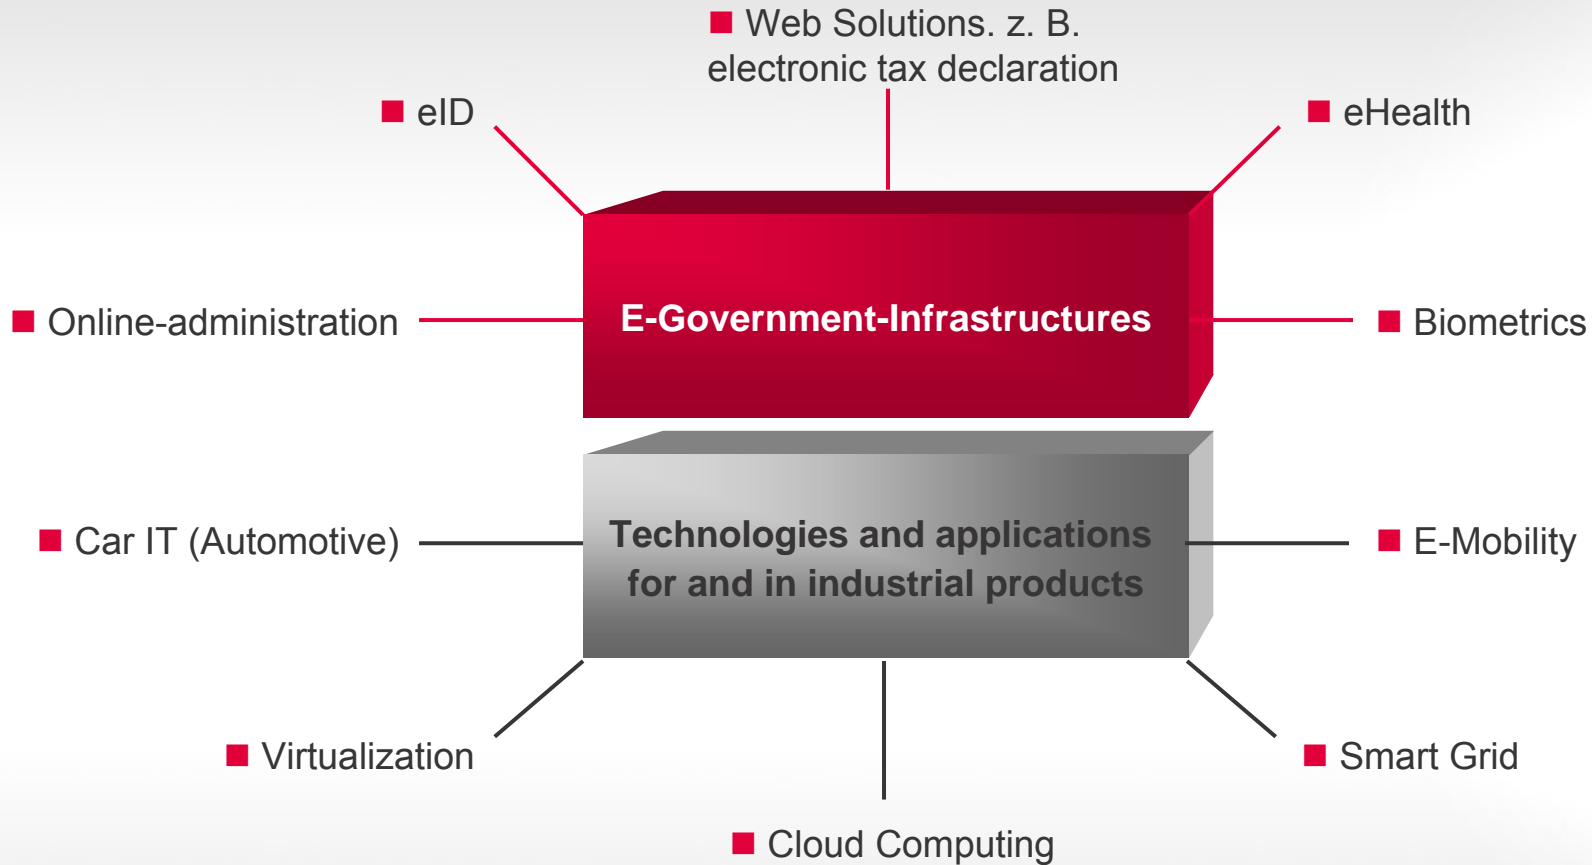 Web Solutions. z. B.
electronic tax declaration
eID
eHealth
E-Government-Infrastructures
Online-administration
Biometrics
Technologies and applications
for and in industrial products
Car IT (Automotive)
E-Mobility
Virtualization
Smart Grid
Cloud Computing